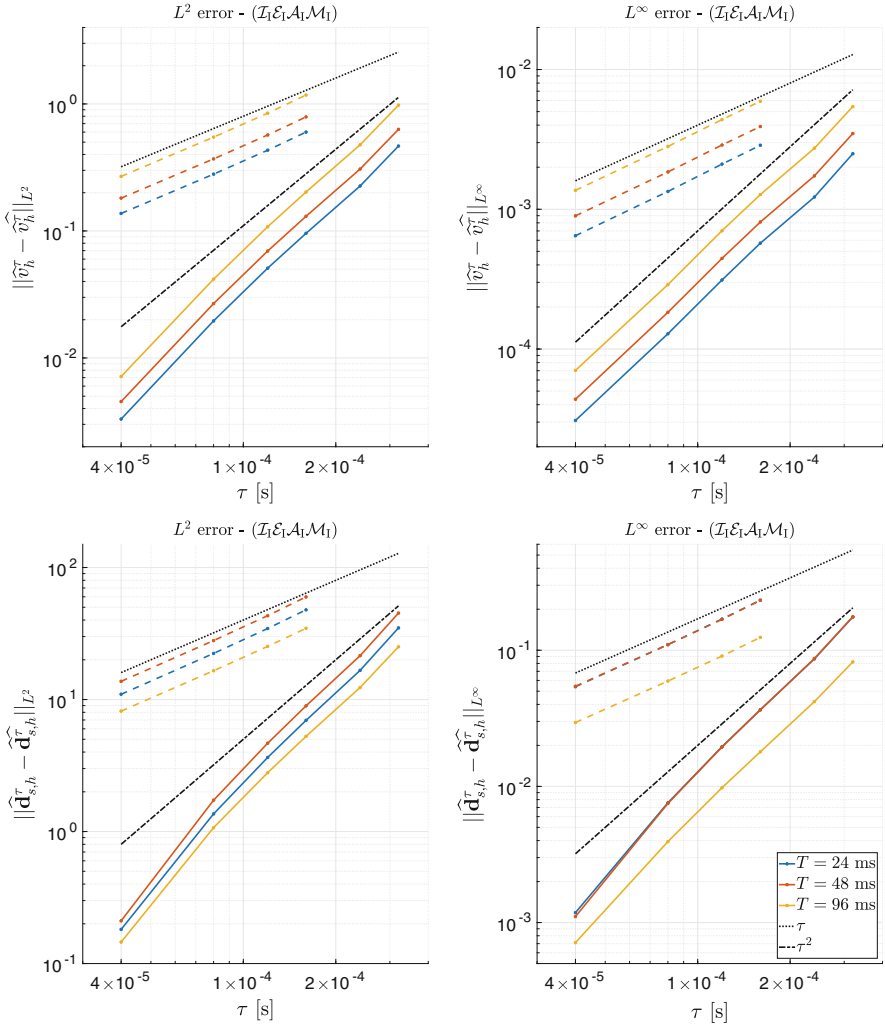 L² error - (𝓘_I𝓔_I𝓐_I𝓜_I)
L^∞ error - (𝓘_I𝓔_I𝓐_I𝓜_I)
10⁰
10⁻¹
10⁻²
||v̂_h^τ − v̂_h^τ||_{L²}
4×10⁻⁵
1×10⁻⁴
2×10⁻⁴
τ [s]
10⁻²
10⁻³
10⁻⁴
||v̂_h^τ − v̂_h^τ||_{L^∞}
4×10⁻⁵
1×10⁻⁴
2×10⁻⁴
τ [s]
L² error - (𝓘_I𝓔_I𝓐_I𝓜_I)
L^∞ error - (𝓘_I𝓔_I𝓐_I𝓜_I)
10²
10¹
10⁰
10⁻¹
||d̂_{s,h}^τ − d̂_{s,h}^τ||_{L²}
4×10⁻⁵
1×10⁻⁴
2×10⁻⁴
τ [s]
10⁻¹
10⁻²
10⁻³
||d̂_{s,h}^τ − d̂_{s,h}^τ||_{L^∞}
4×10⁻⁵
1×10⁻⁴
2×10⁻⁴
τ [s]
T = 24 ms
T = 48 ms
T = 96 ms
τ
τ²